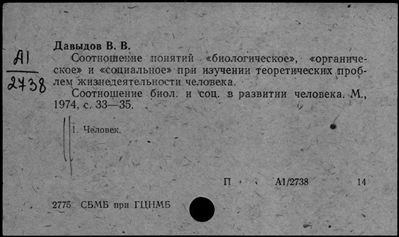 Давыдов В. В.
А1
2738
Соотношение понятий «биологическое», «органиче-
ское» и «социальное» при изучении теоретических проб-
лем жизнедеятельности человека.
Соотношение биол. и соц. в развитии человека. М.,
1974, с. 33—35.
1. Человек.
П А1/2738 14
2775 СБМБ при ГЦНМБ